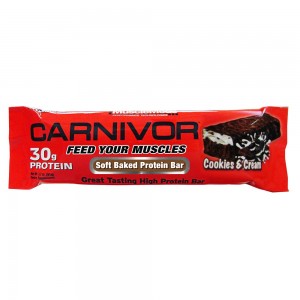 CARNIVOR
30g
PROTEIN
FEED YOUR MUSCLES
Soft Baked Protein Bar
Cookies & Cream
Great Tasting High Protein Bar